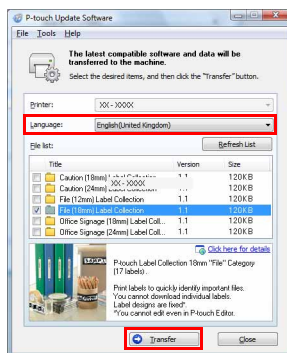 P-touch Update Software
File Tools Help
The latest compatible software and data will be
transferred to the machine.
Select the desired items, and then click the "Transfer" button.
Printer: XX-XXXX
Language: English(United Kingdom)
File list: Refresh List
Title Version Size
Caution (18mm) Label Collection 1.1 120KB
XX-XXXX
Caution (24mm) 1.1 120KB
File (12mm) Label Collection 1.1 120KB
File (18mm) Label Collection 1.1 120KB
Office Signage (18mm) Label Coll... 1.1 120KB
Office Signage (24mm) Label Coll... 1.1 120KB
Click here for details
P-touch Label Collection 18mm "File" Category
(17 labels).
Print labels to quickly identify important files.
You cannot download individual labels.
Label designs are fixed*.
*You cannot edit even in P-touch Editor.
Transfer Close